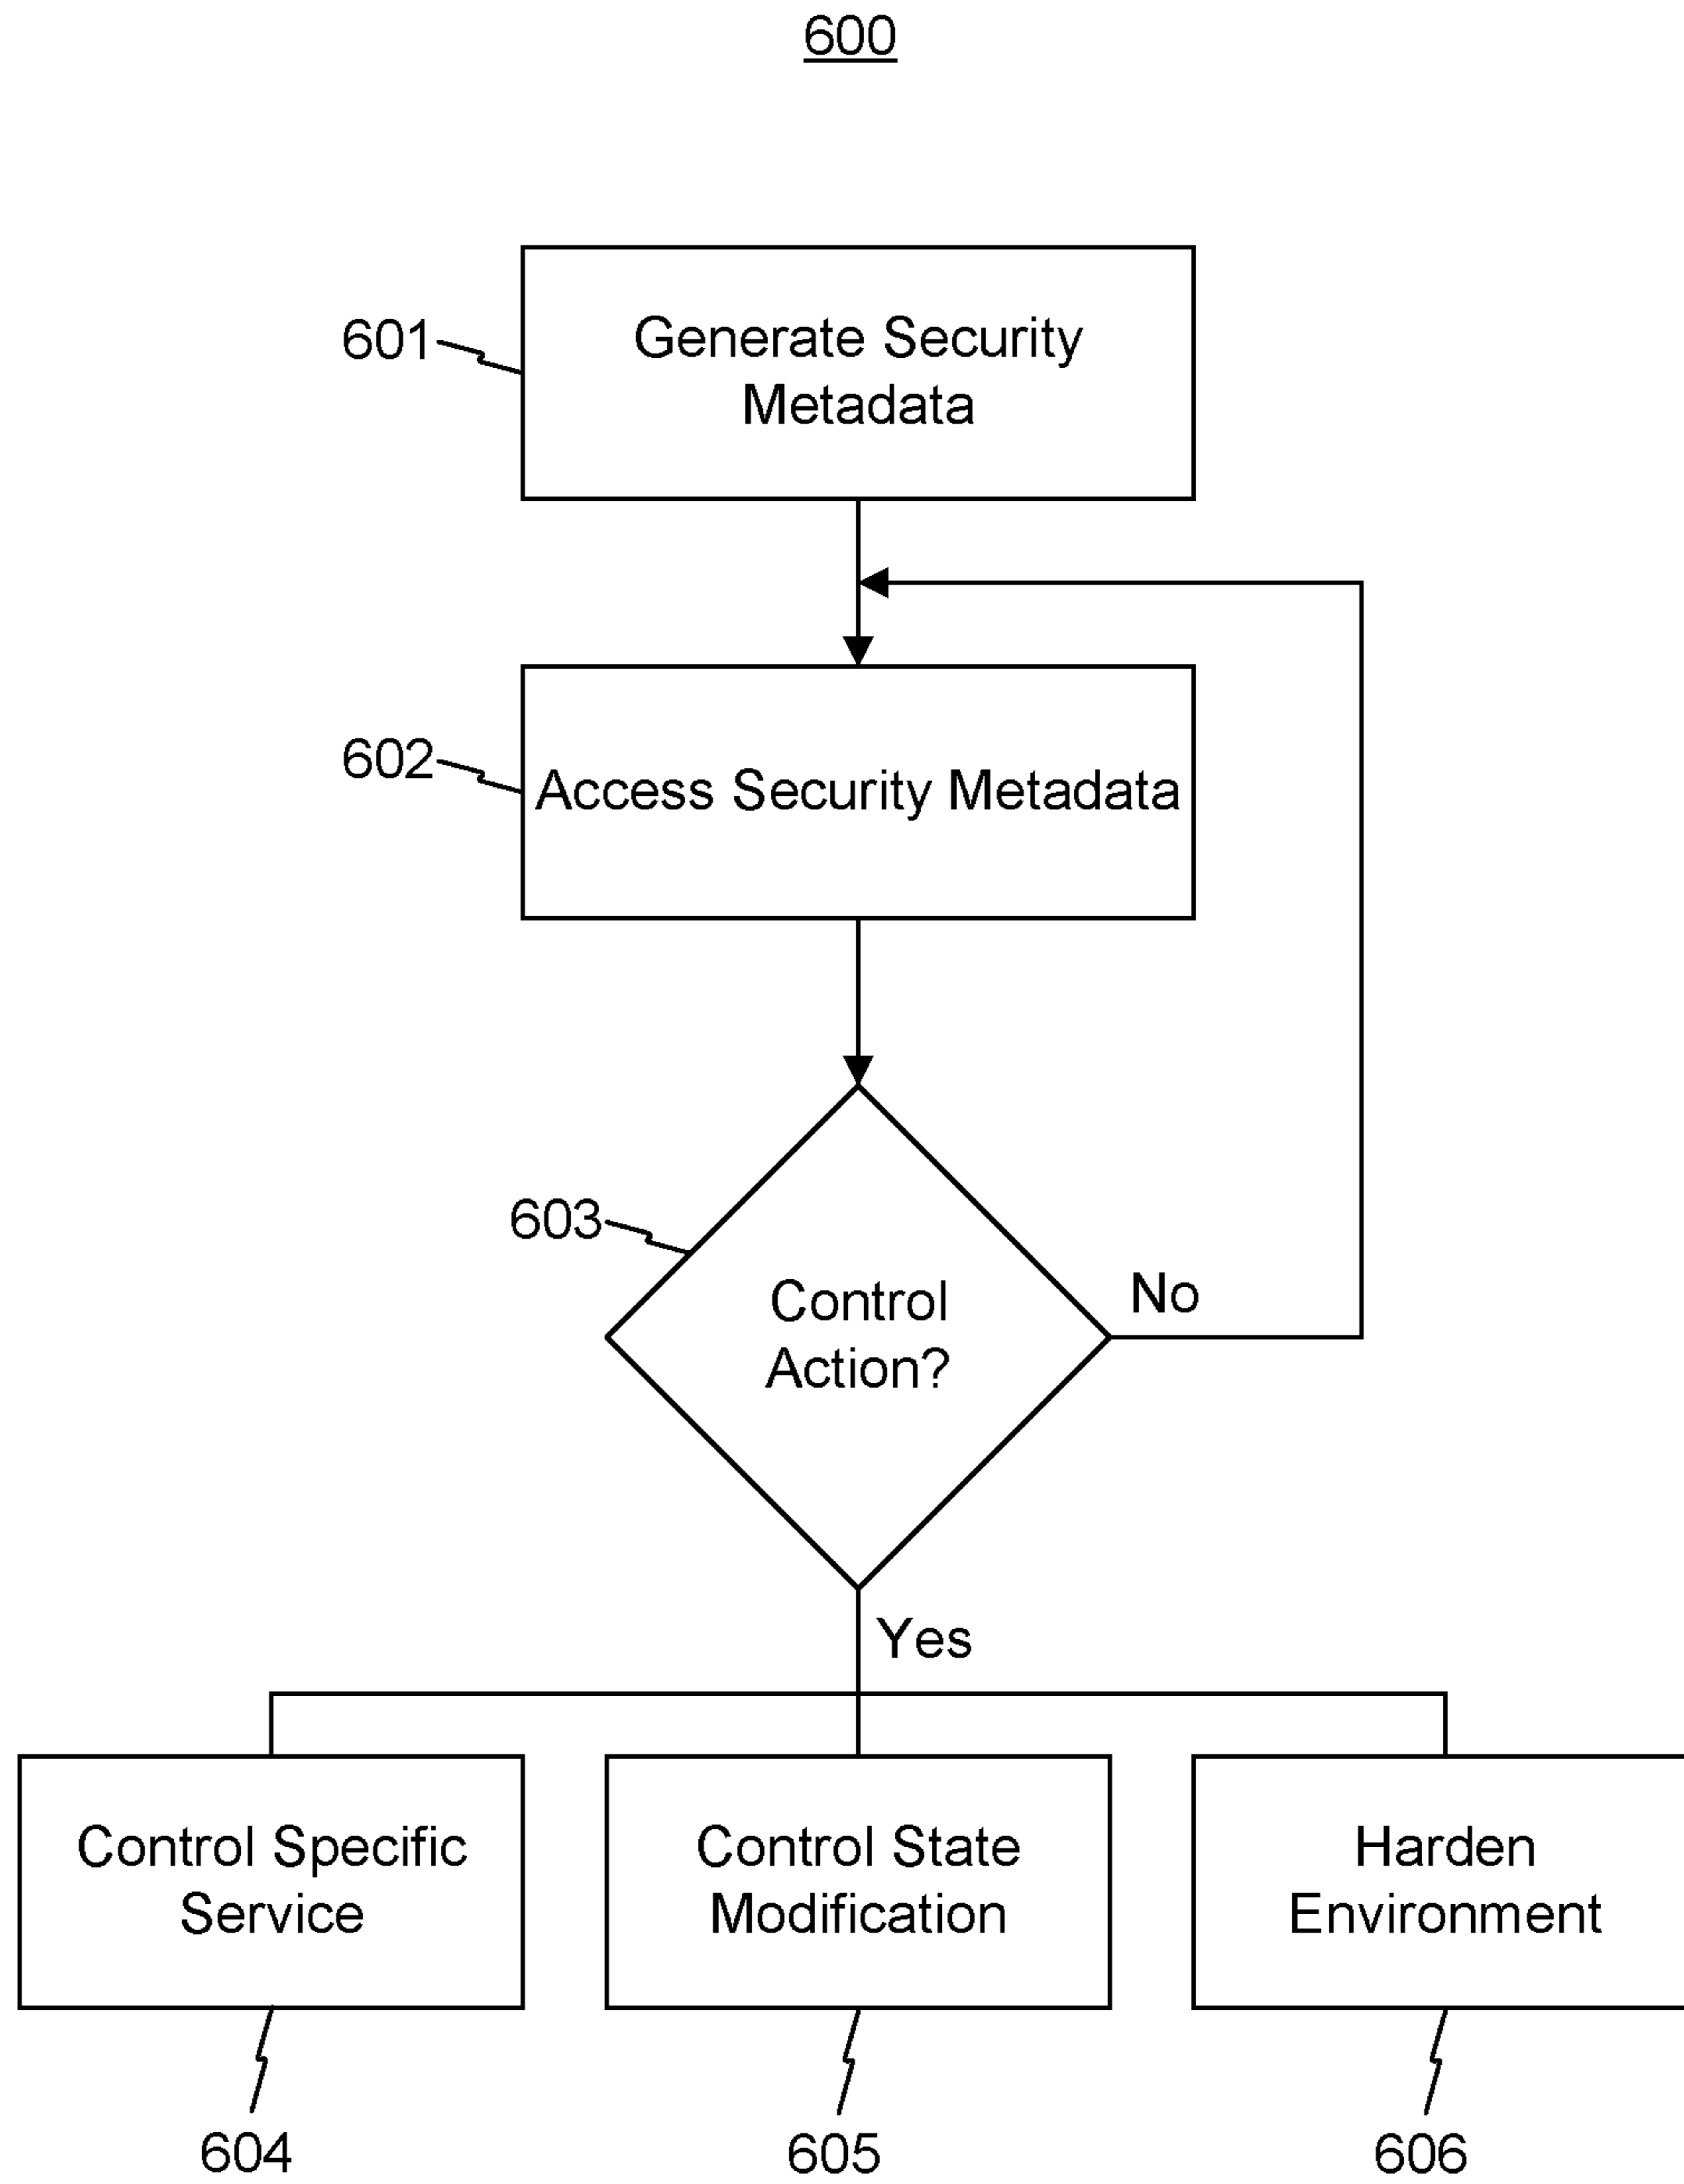 600
601
Generate Security
Metadata
602
Access Security Metadata
603
Control
Action?
No
Yes
Control Specific
Service
Control State
Modification
Harden
Environment
604
605
606